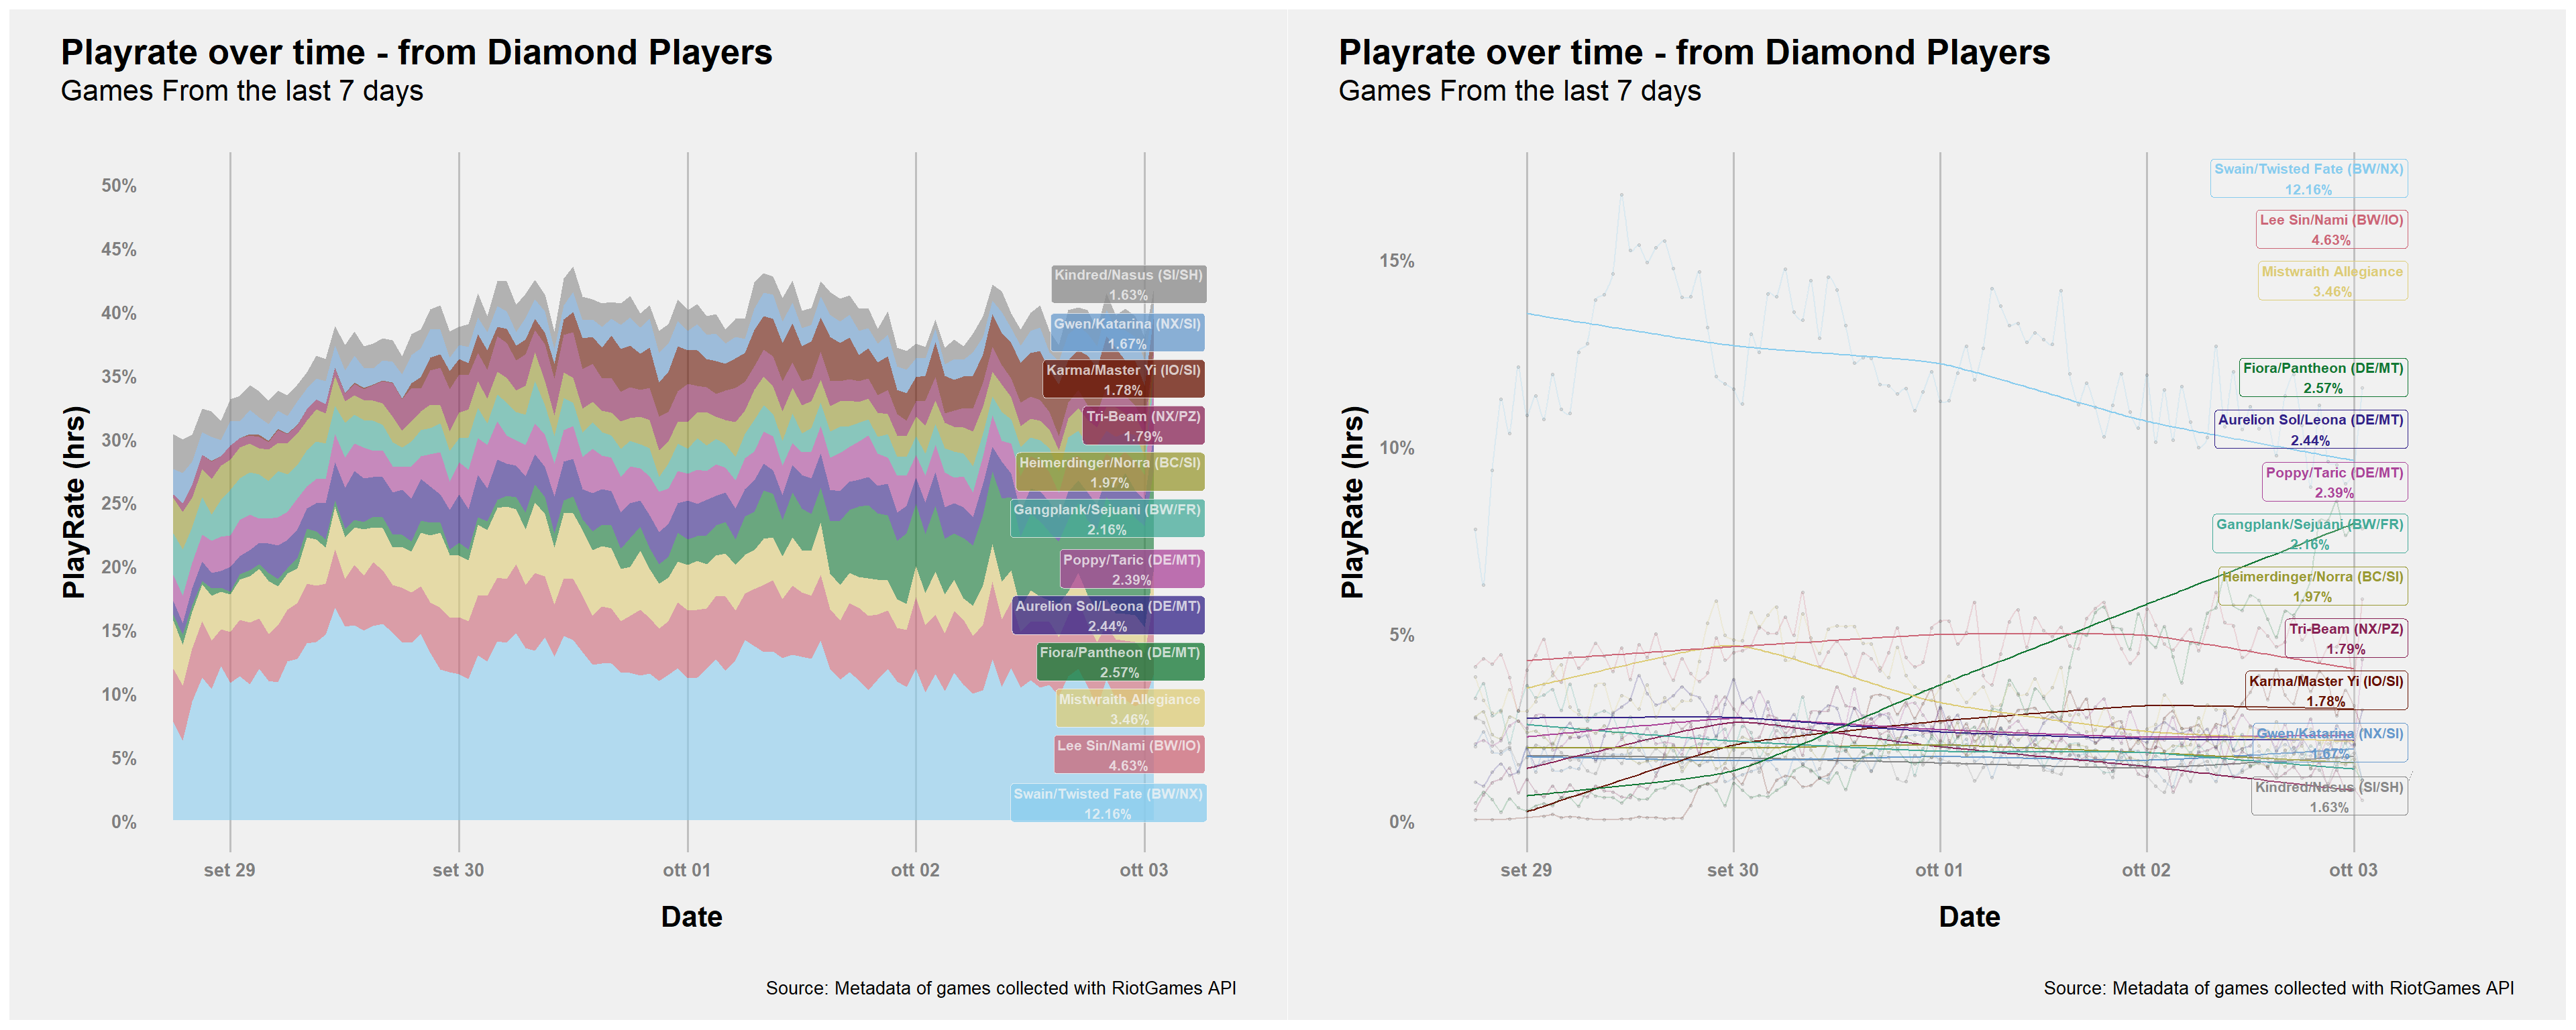 Playrate over time - from Diamond Players
Games From the last 7 days
PlayRate (hrs)
50%
45%
40%
35%
30%
25%
20%
15%
10%
5%
0%
Kindred/Nasus (SI/SH)
1.63%
Gwen/Katarina (NX/SI)
1.67%
Karma/Master Yi (IO/SI)
1.78%
Tri-Beam (NX/PZ)
1.79%
Heimerdinger/Norra (BC/SI)
1.97%
Gangplank/Sejuani (BW/FR)
2.16%
Poppy/Taric (DE/MT)
2.39%
Aurelion Sol/Leona (DE/MT)
2.44%
Fiora/Pantheon (DE/MT)
2.57%
Mistwraith Allegiance
3.46%
Lee Sin/Nami (BW/IO)
4.63%
Swain/Twisted Fate (BW/NX)
12.16%
set 29
set 30
ott 01
ott 02
ott 03
Date
Source: Metadata of games collected with RiotGames API
Playrate over time - from Diamond Players
Games From the last 7 days
PlayRate (hrs)
15%
10%
5%
0%
Swain/Twisted Fate (BW/NX)
12.16%
Lee Sin/Nami (BW/IO)
4.63%
Mistwraith Allegiance
3.46%
Fiora/Pantheon (DE/MT)
2.57%
Aurelion Sol/Leona (DE/MT)
2.44%
Poppy/Taric (DE/MT)
2.39%
Gangplank/Sejuani (BW/FR)
2.16%
Heimerdinger/Norra (BC/SI)
1.97%
Tri-Beam (NX/PZ)
1.79%
Karma/Master Yi (IO/SI)
1.78%
Gwen/Katarina (NX/SI)
1.67%
Kindred/Nasus (SI/SH)
1.63%
set 29
set 30
ott 01
ott 02
ott 03
Date
Source: Metadata of games collected with RiotGames API